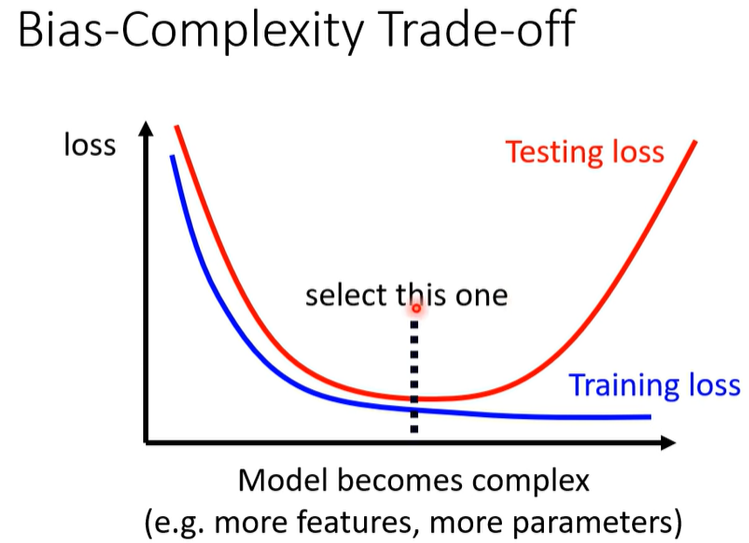 Bias-Complexity Trade-off
loss
Testing loss
select this one
Training loss
Model becomes complex
(e.g. more features, more parameters)